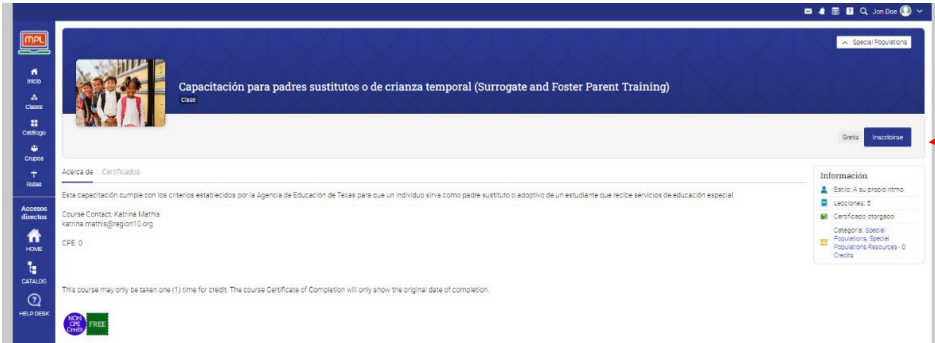 Jon Doe
MPL
Special Populations
Inicio
Clases
Catálogo
Grupos
Rutas
Accesos
directos
HOME
CATALOG
HELP DESK
Capacitación para padres sustitutos o de crianza temporal (Surrogate and Foster Parent Training)
Clase
Gratis
Inscribirse
Acerca de Certificados
Esta capacitación cumple con los criterios establecidos por la Agencia de Educación de Texas para que un individuo sirva como padre sustituto o adoptivo de un estudiante que recibe servicios de educación especial
Course Contact: Katrina Mathis
katrina.mathis@region10.org
CPE: 0
This course may only be taken one (1) time for credit. The course Certificate of Completion will only show the original date of completion.
NON
CPE
Credit
FREE
Información
Estilo: A su propio ritmo
Lecciones: 5
Certificado otorgado
Categoría: Special
Populations, Special
Populations Resources - 0
Credits